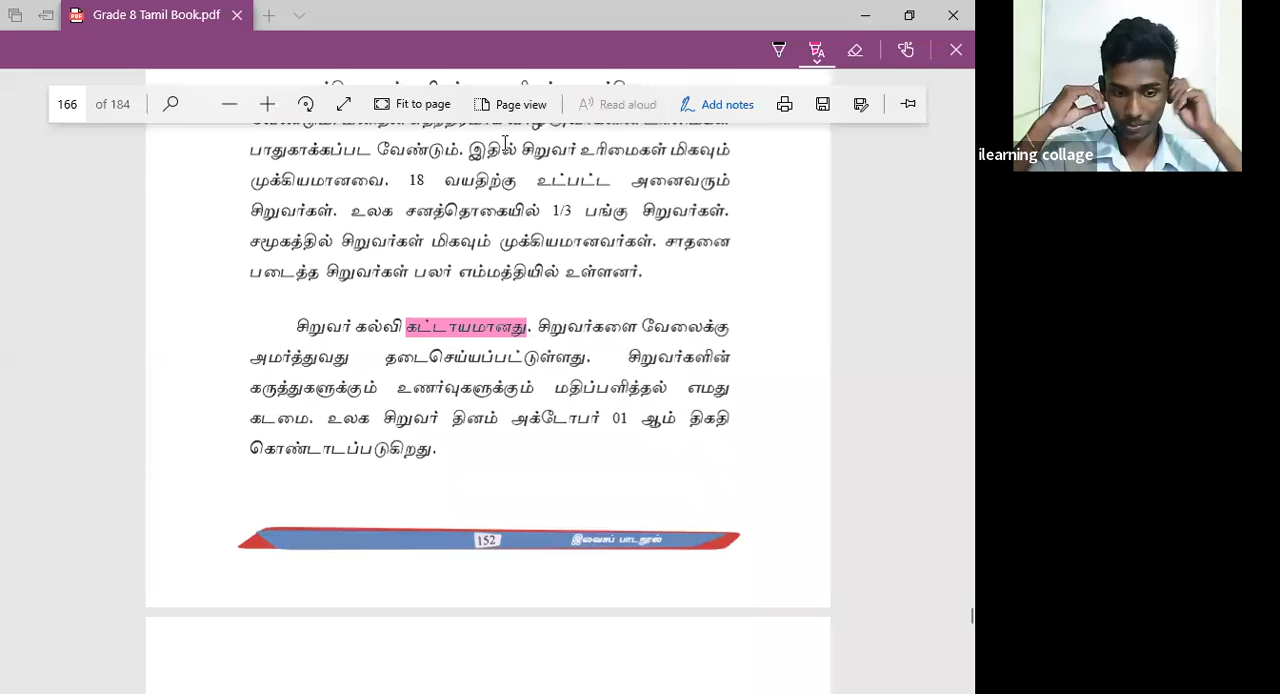 Grade 8 Tamil Book.pdf
166 of 184
Fit to page
Page view
Read aloud
Add notes
பாதுகாக்கப்பட வேண்டும். இதில் சிறுவர் உரிமைகள் மிகவும்
முக்கியமானவை. 18 வயதிற்கு உட்பட்ட அனைவரும்
சிறுவர்கள். உலக சனத்தொகையில் 1/3 பங்கு சிறுவர்கள்.
சமூகத்தில் சிறுவர்கள் மிகவும் முக்கியமானவர்கள். சாதனை
படைத்த சிறுவர்கள் பலர் எம்மத்தியில் உள்ளனர்.
சிறுவர் கல்வி கட்டாயமானது. சிறுவர்களை வேலைக்கு
அமர்த்துவது தடைசெய்யப்பட்டுள்ளது. சிறுவர்களின்
கருத்துகளுக்கும் உணர்வுகளுக்கும் மதிப்பளித்தல் எமது
கடமை. உலக சிறுவர் தினம் அக்டோபர் 01 ஆம் திகதி
கொண்டாடப்படுகிறது.
152 இலவசப் பாடநூல்
ilearning collage